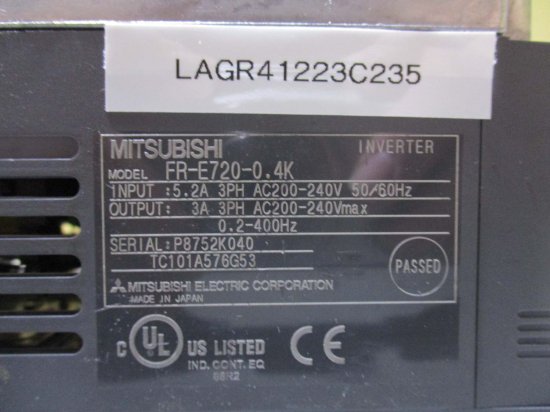 LAGR41223C235
MITSUBISHI INVERTER
MODEL FR-E720-0.4K
INPUT :5.2A 3PH AC200-240V 50/60Hz
OUTPUT: 3A 3PH AC200-240Vmax
0.2-400Hz
SERIAL:P8752K040
TC101A576G53
PASSED
MITSUBISHI ELECTRIC CORPORATION
MADE IN JAPAN
C UL US LISTED CE
IND. CONT. EQ